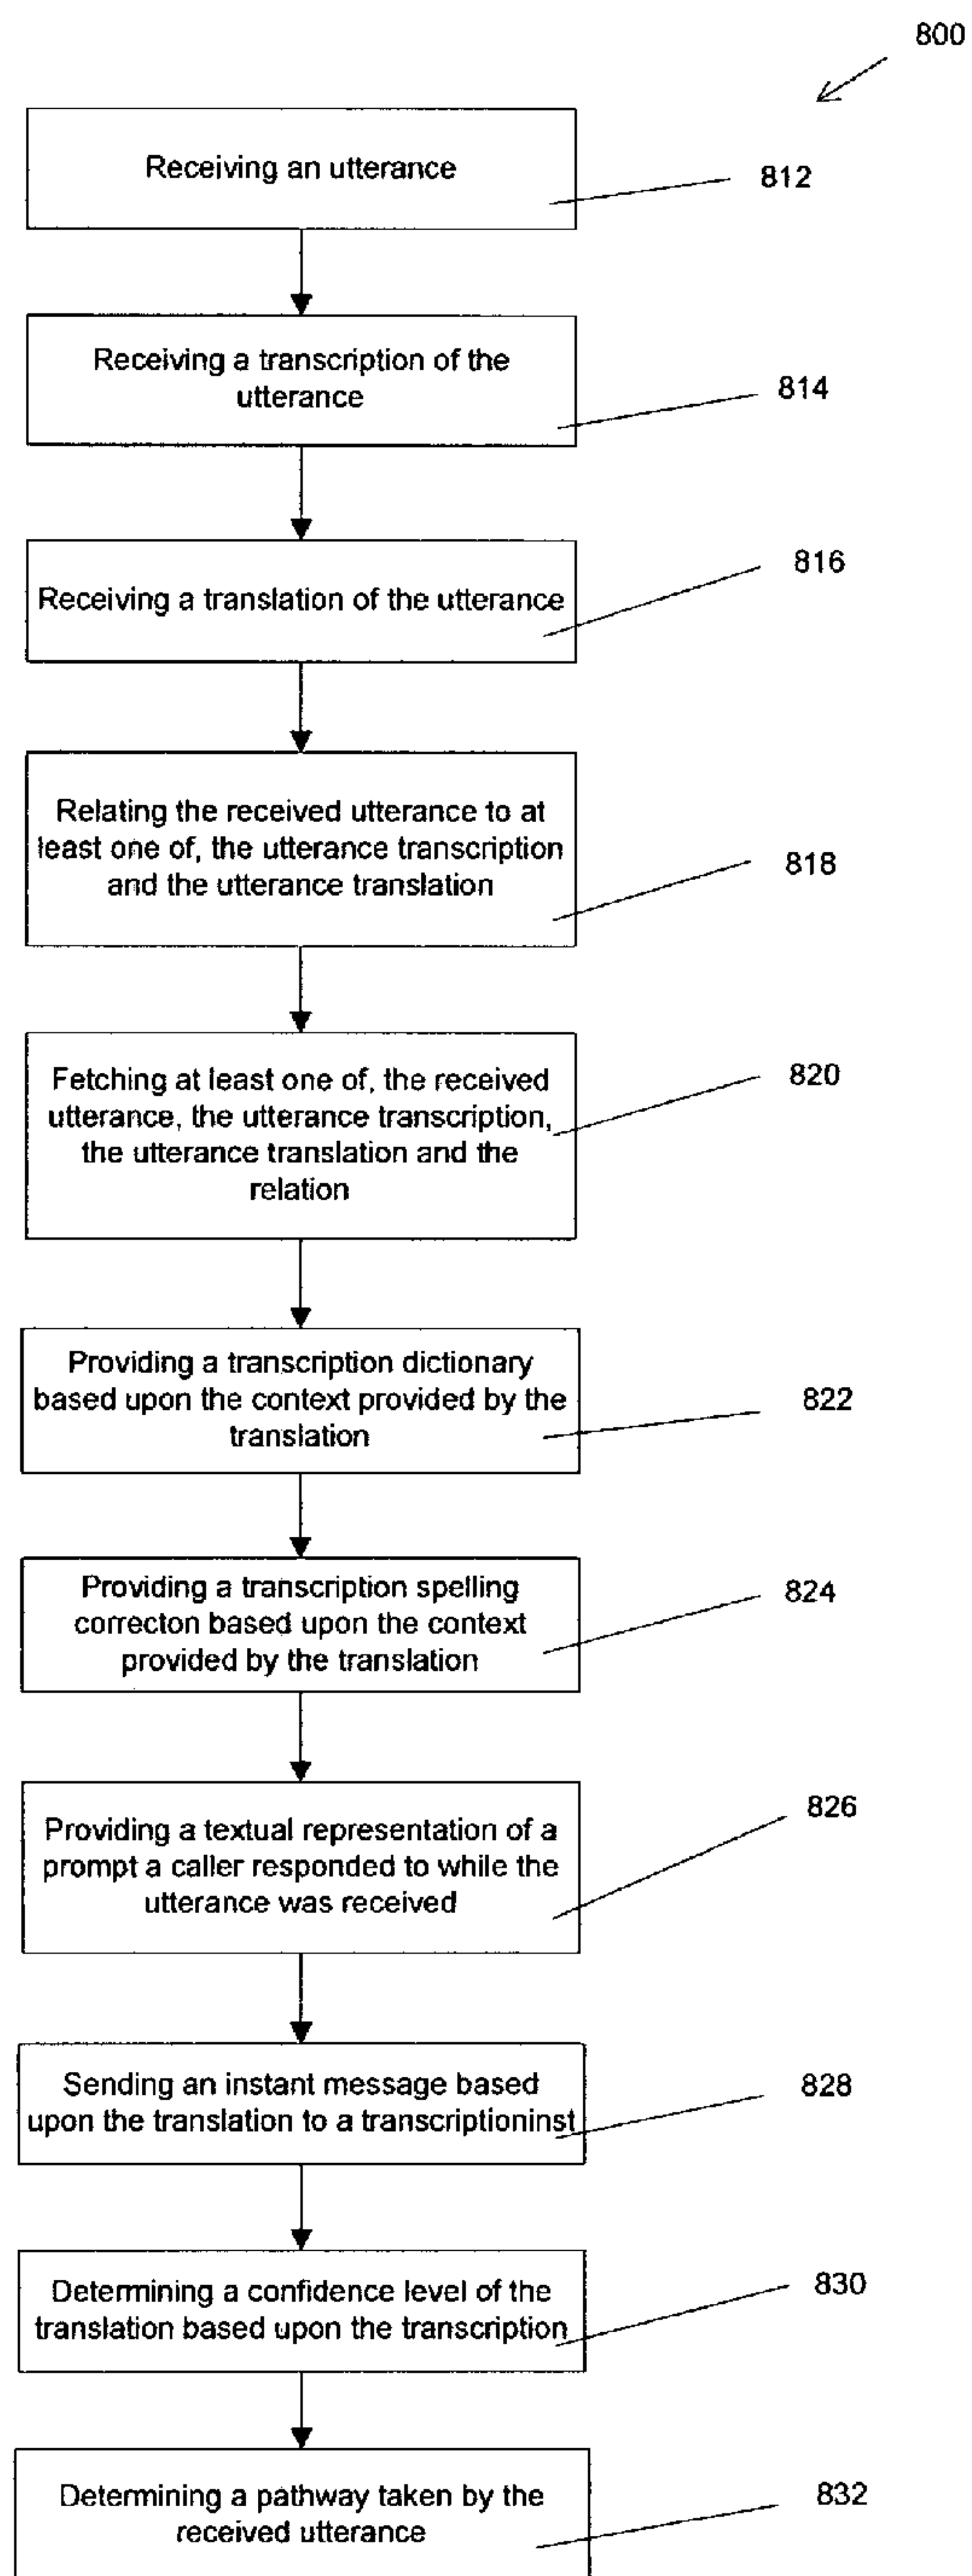 800
Receiving an utterance
812
Receiving a transcription of the
utterance
814
Receiving a translation of the utterance
816
Relating the received utterance to at
least one of, the utterance transcription
and the utterance translation
818
Fetching at least one of, the received
utterance, the utterance transcription,
the utterance translation and the
relation
820
Providing a transcription dictionary
based upon the context provided by the
translation
822
Providing a transcription spelling
correcton based upon the context
provided by the translation
824
Providing a textual representation of a
prompt a caller responded to while the
utterance was received
826
Sending an instant message based
upon the translation to a transcriptioninst
828
Determining a confidence level of the
translation based upon the transcription
830
Determining a pathway taken by the
received utterance
832